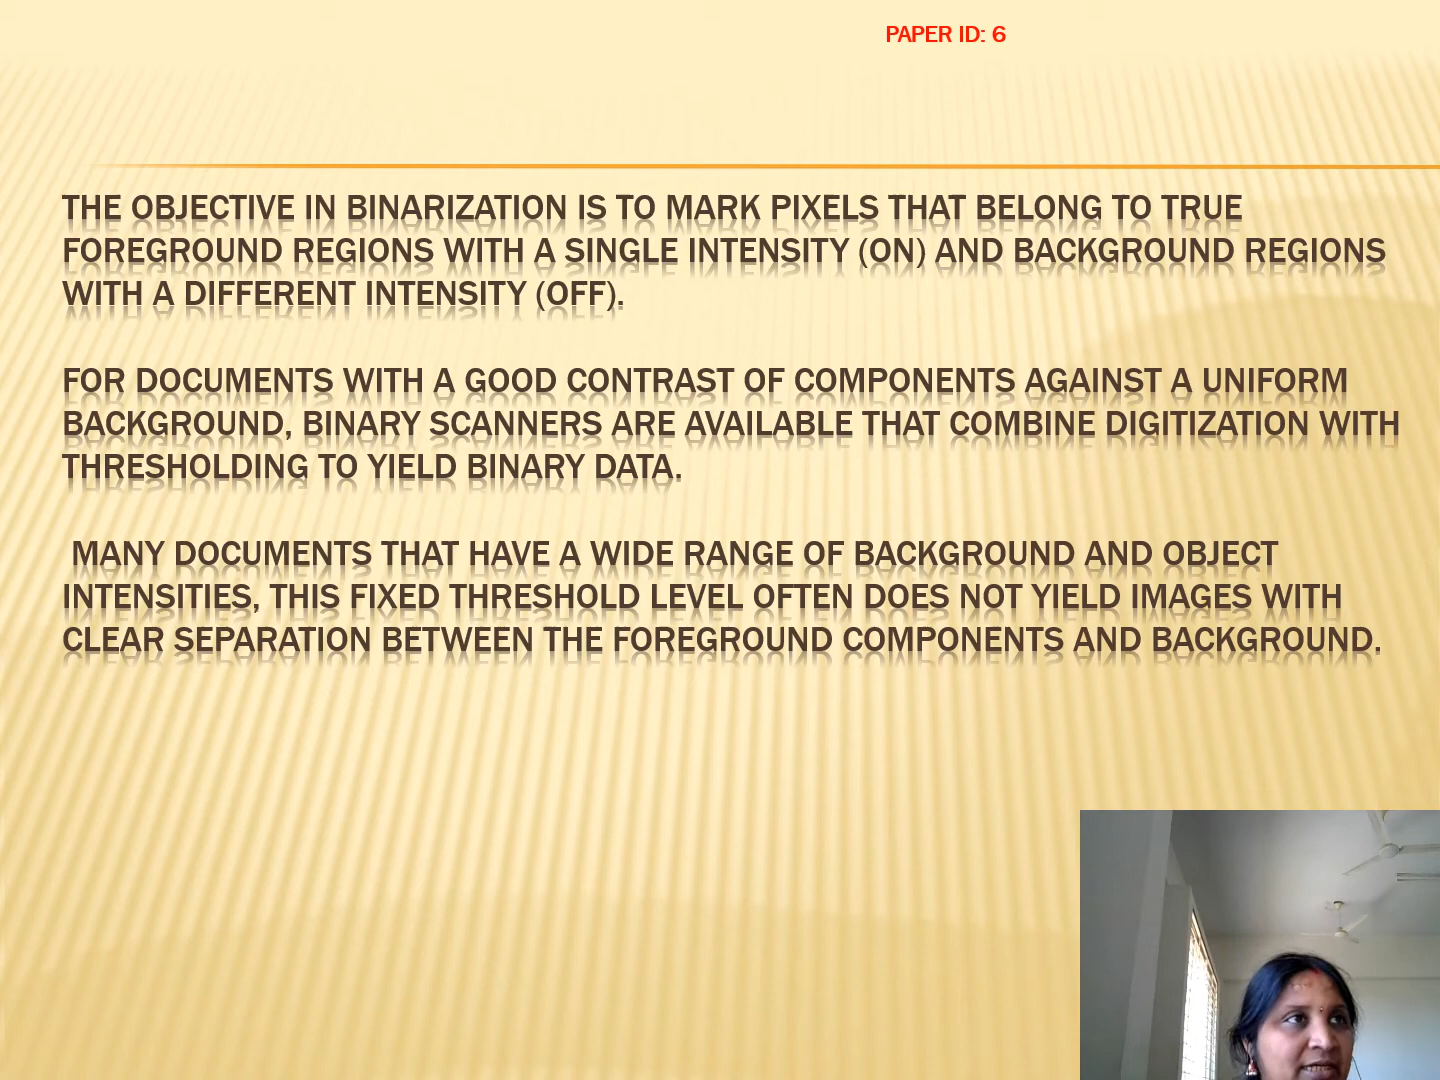 PAPER ID: 6
THE OBJECTIVE IN BINARIZATION IS TO MARK PIXELS THAT BELONG TO TRUE
FOREGROUND REGIONS WITH A SINGLE INTENSITY (ON) AND BACKGROUND REGIONS
WITH A DIFFERENT INTENSITY (OFF).
FOR DOCUMENTS WITH A GOOD CONTRAST OF COMPONENTS AGAINST A UNIFORM
BACKGROUND, BINARY SCANNERS ARE AVAILABLE THAT COMBINE DIGITIZATION WITH
THRESHOLDING TO YIELD BINARY DATA.
MANY DOCUMENTS THAT HAVE A WIDE RANGE OF BACKGROUND AND OBJECT
INTENSITIES, THIS FIXED THRESHOLD LEVEL OFTEN DOES NOT YIELD IMAGES WITH
CLEAR SEPARATION BETWEEN THE FOREGROUND COMPONENTS AND BACKGROUND.